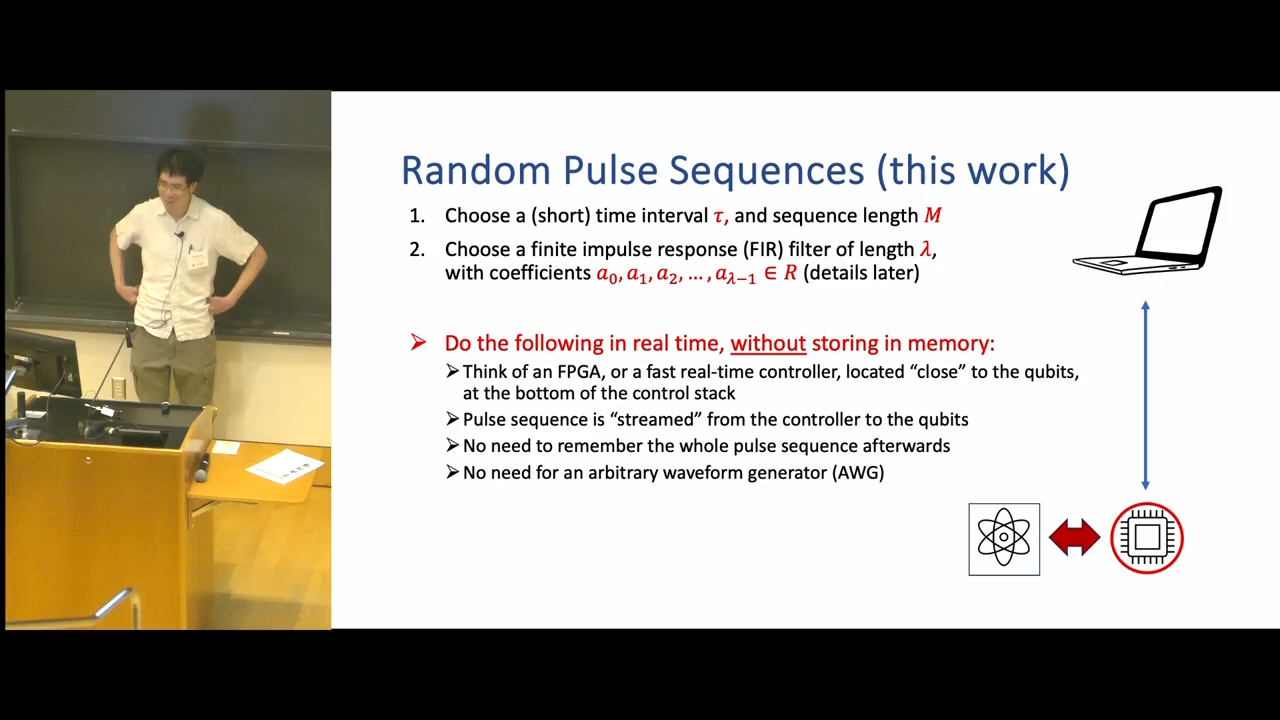 Random Pulse Sequences (this work)
1. Choose a (short) time interval τ, and sequence length M
2. Choose a finite impulse response (FIR) filter of length λ,
with coefficients a₀, a₁, a₂, … , a_{λ−1} ∈ R (details later)
➢ Do the following in real time, without storing in memory:
➢ Think of an FPGA, or a fast real-time controller, located “close” to the qubits,
at the bottom of the control stack
➢ Pulse sequence is “streamed” from the controller to the qubits
➢ No need to remember the whole pulse sequence afterwards
➢ No need for an arbitrary waveform generator (AWG)